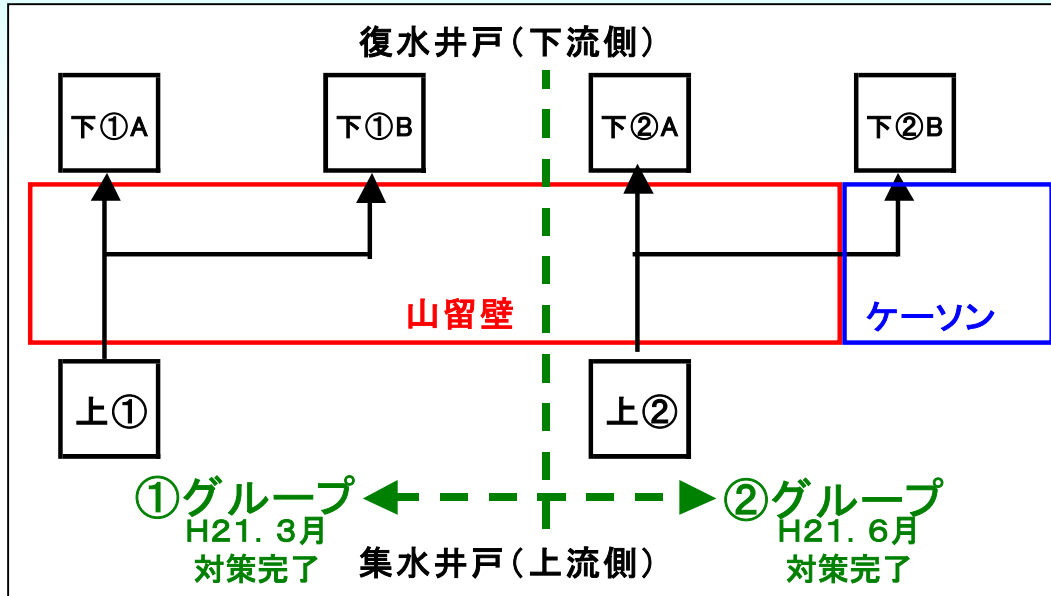 復水井戸(下流側)
下①A
下①B
下②A
下②B
山留壁
ケーソン
上①
上②
①グループ
H21. 3月
対策完了
②グループ
H21. 6月
対策完了
集水井戸(上流側)